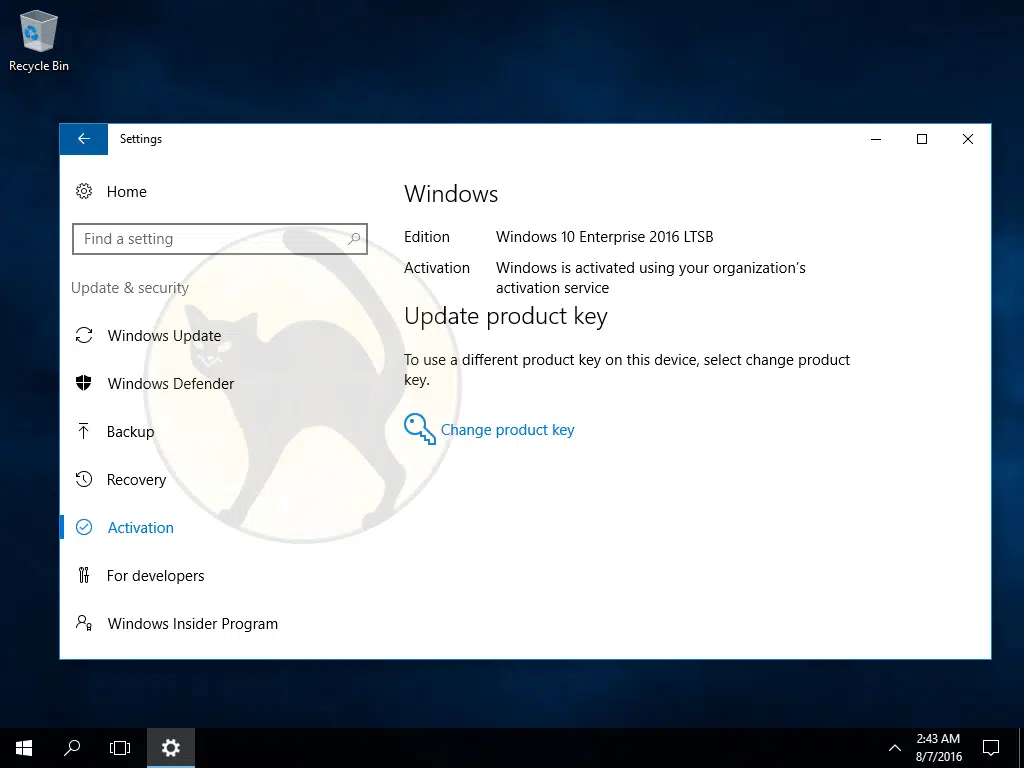 Recycle Bin
Settings
Home
Find a setting
Update & security
Windows Update
Windows Defender
Backup
Recovery
Activation
For developers
Windows Insider Program
Windows
Edition Windows 10 Enterprise 2016 LTSB
Activation Windows is activated using your organization's
activation service
Update product key
To use a different product key on this device, select change product
key.
Change product key
2:43 AM
8/7/2016